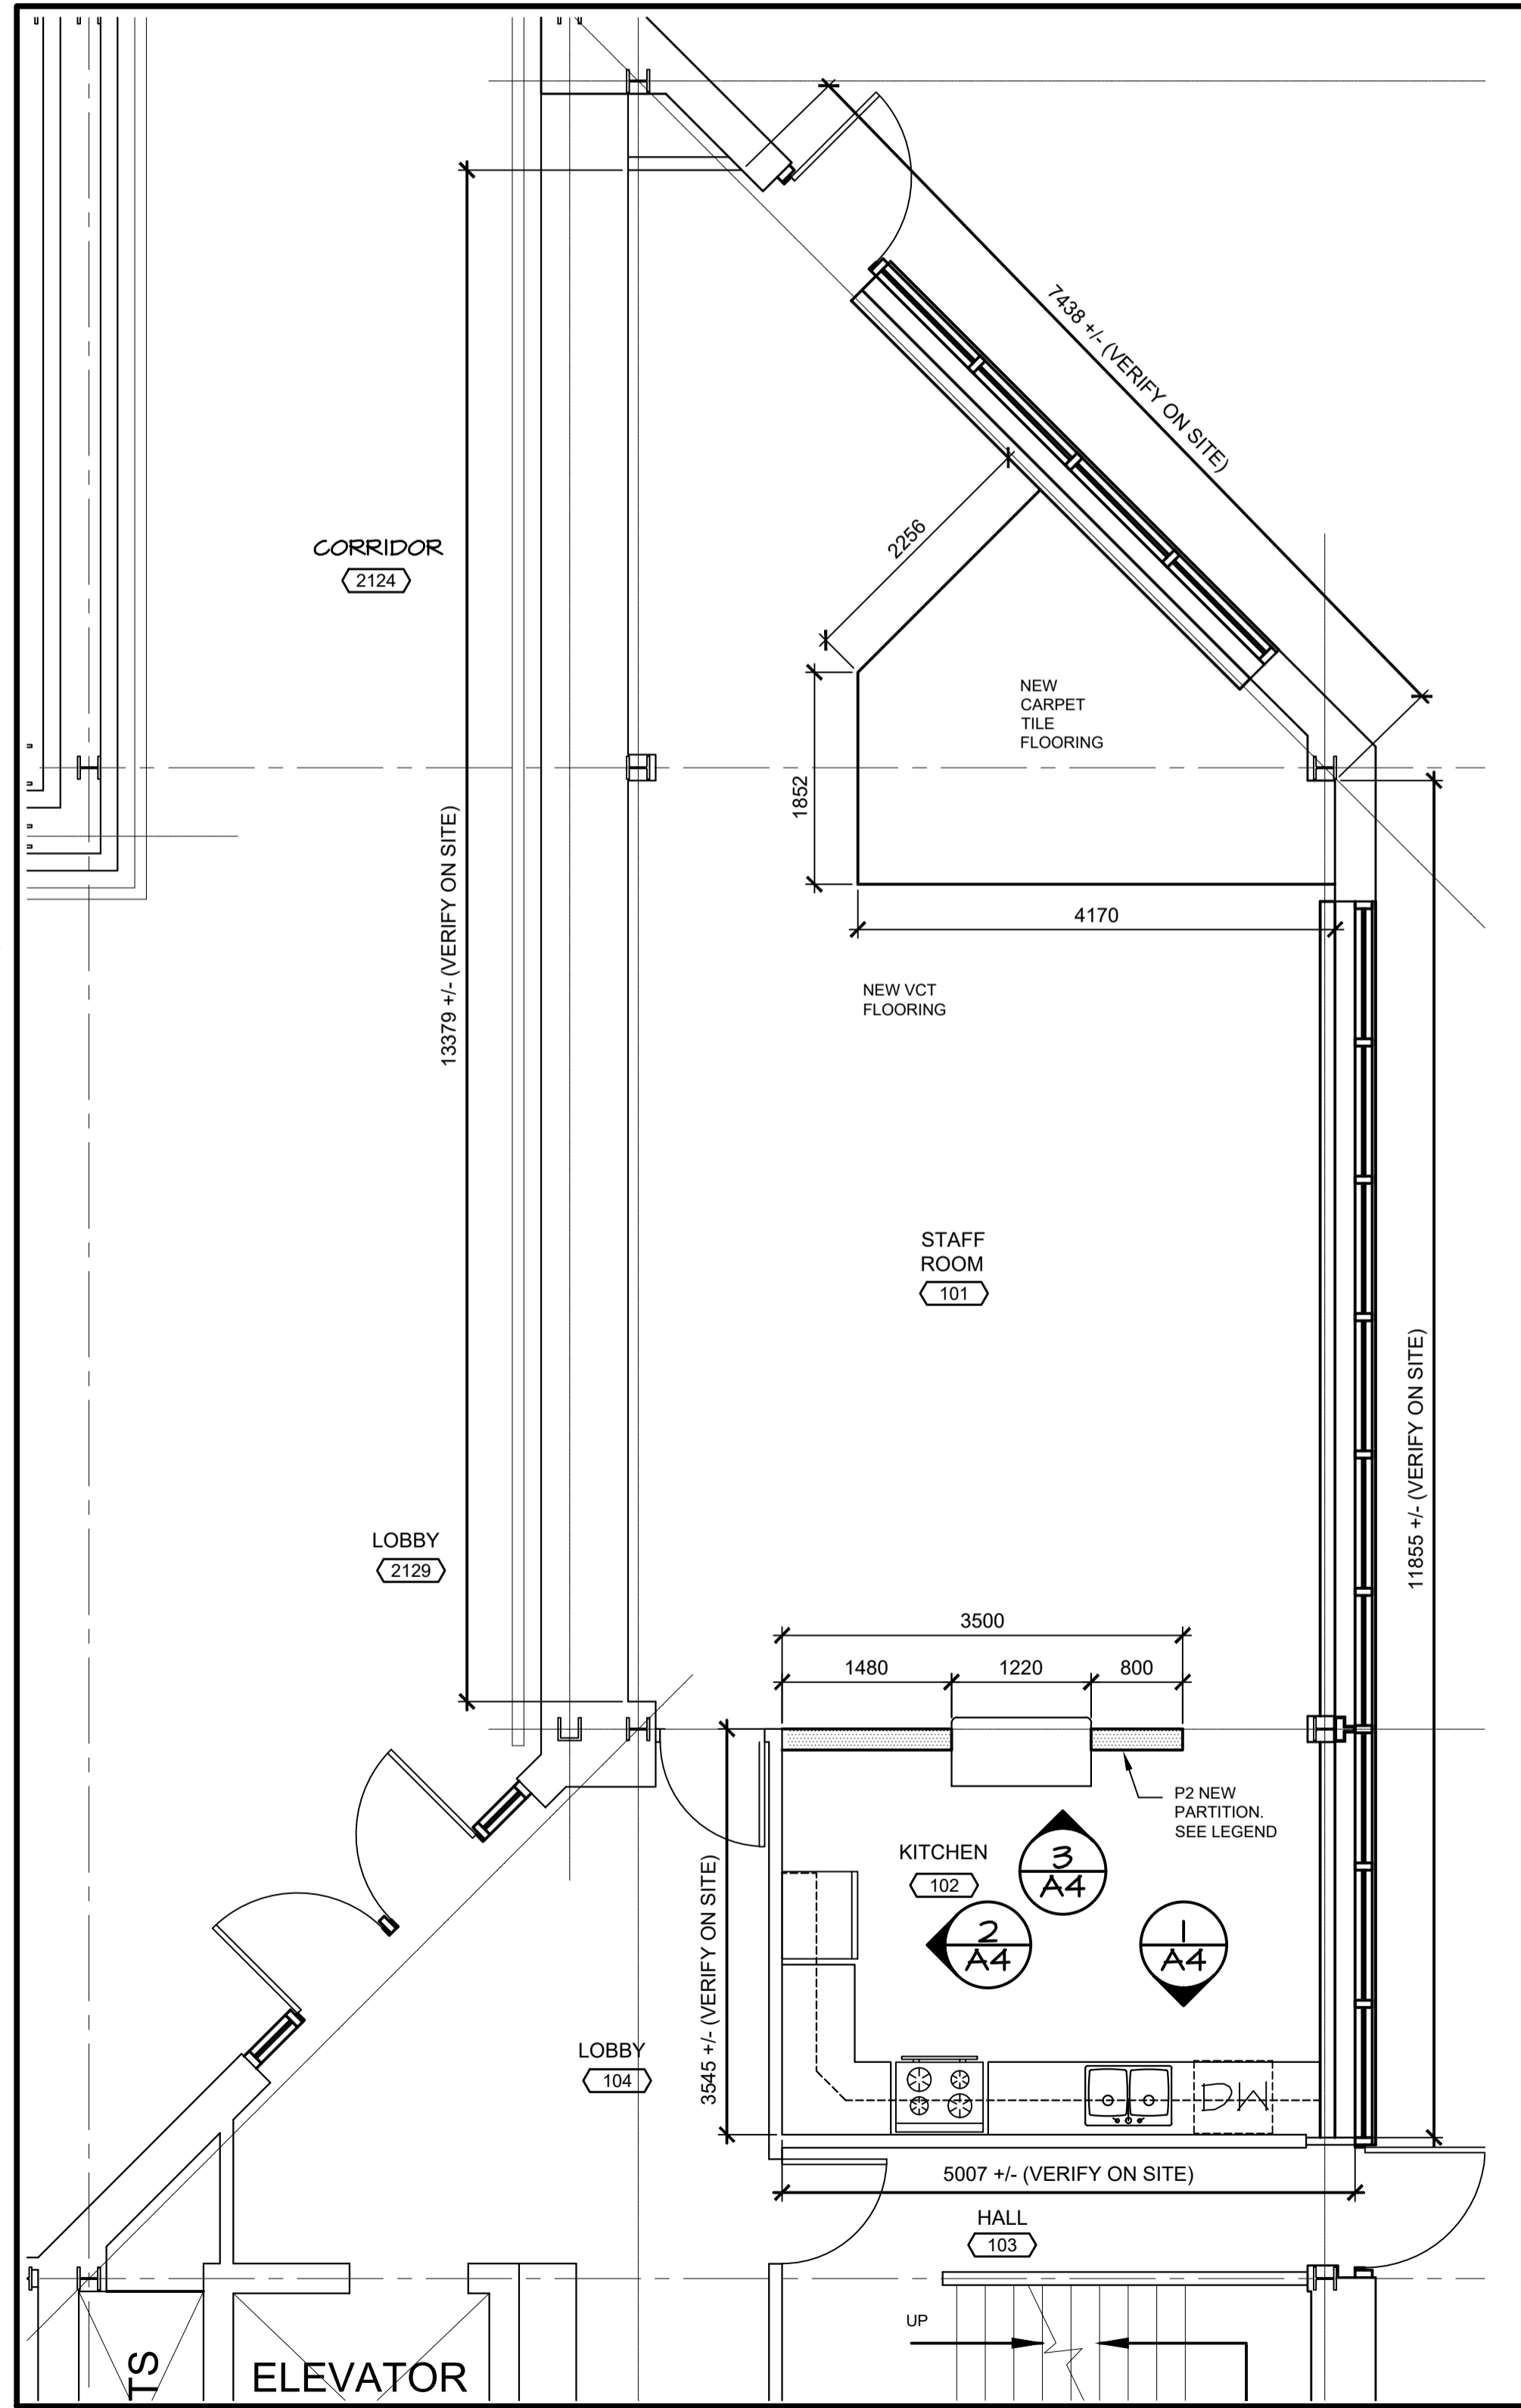 7438 +/- (VERIFY ON SITE)
CORRIDOR
2124
2256
NEW
CARPET
TILE
FLOORING
1852
13379 +/- (VERIFY ON SITE)
4170
NEW VCT
FLOORING
STAFF
ROOM
101
11855 +/- (VERIFY ON SITE)
LOBBY
2129
3500
1480
1220
800
P2 NEW
PARTITION.
SEE LEGEND
KITCHEN
102
3
A4
2
A4
1
A4
3545 +/- (VERIFY ON SITE)
LOBBY
104
DW
5007 +/- (VERIFY ON SITE)
HALL
103
UP
TS
ELEVATOR